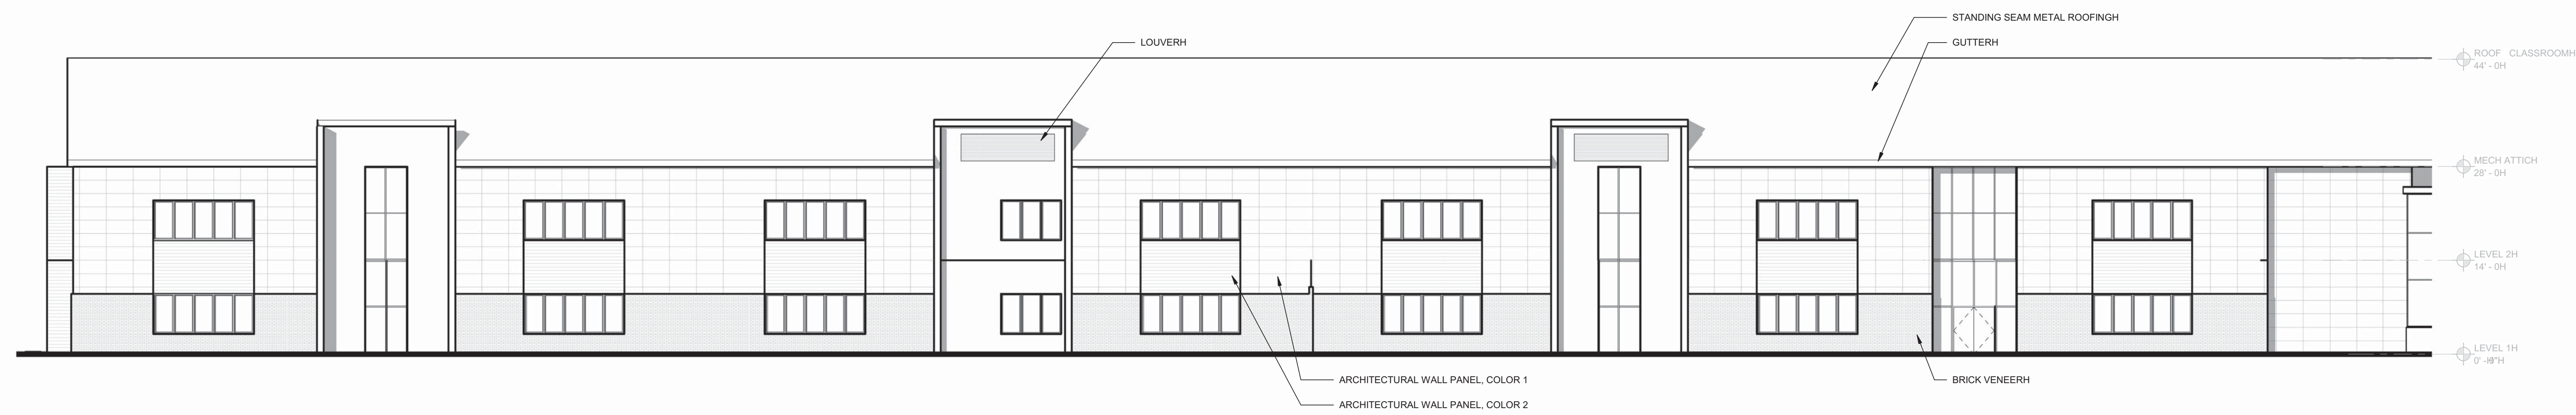 STANDING SEAM METAL ROOFINGH
LOUVERH
GUTTERH
ROOF CLASSROOMH
44' - 0H
MECH ATTICH
28' - 0H
LEVEL 2H
14' - 0H
LEVEL 1H
0' -
ARCHITECTURAL WALL PANEL, COLOR 1
BRICK VENEERH
ARCHITECTURAL WALL PANEL, COLOR 2